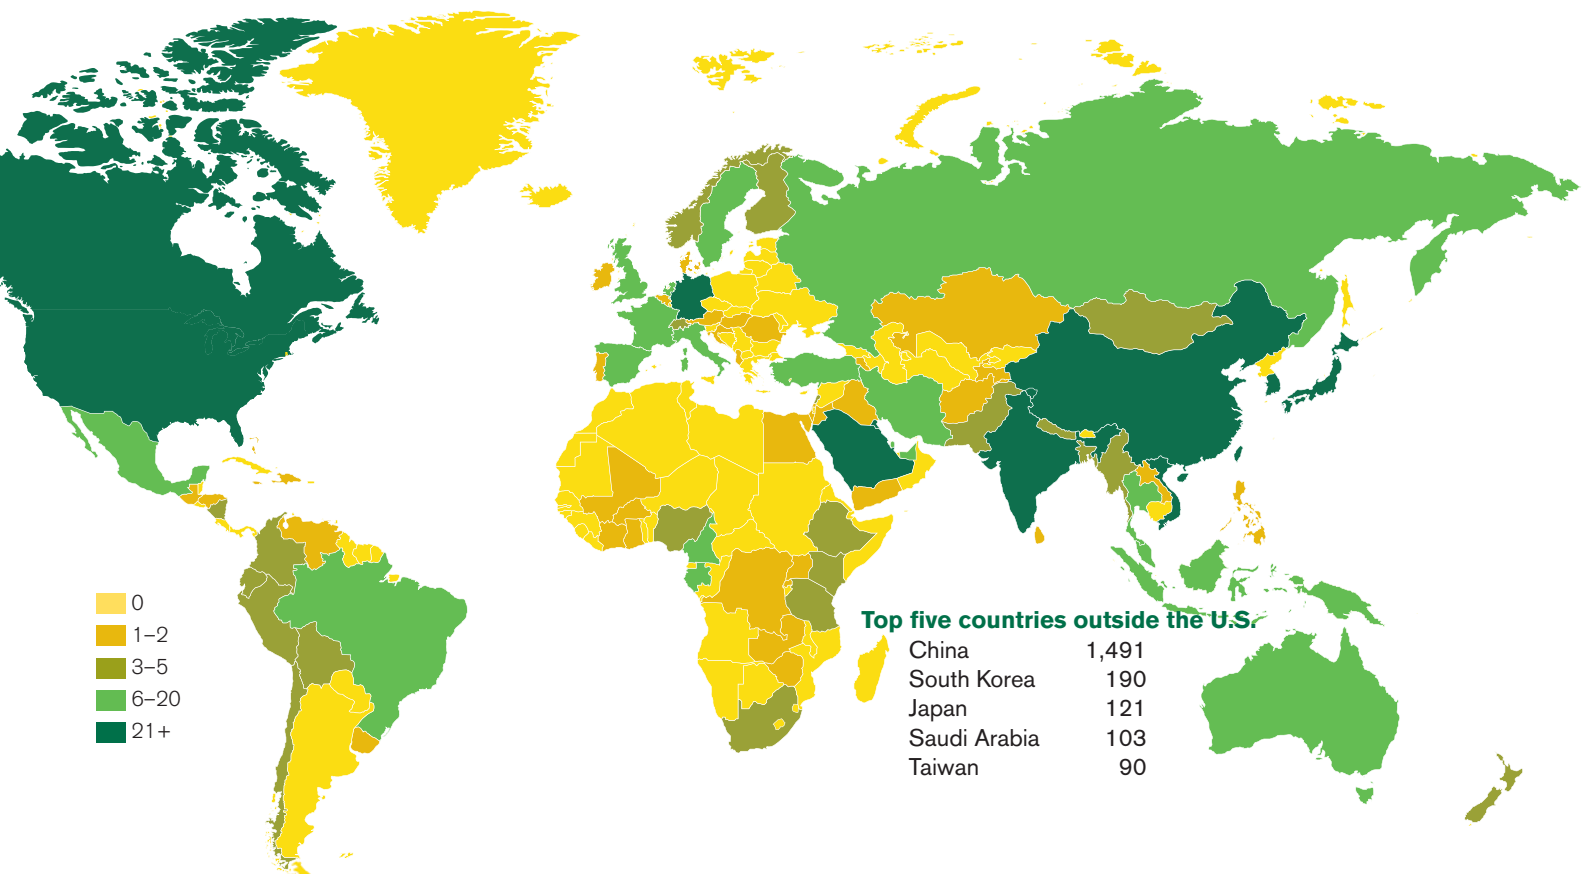 0
1–2
3–5
6–20
21+
Top five countries outside the U.S.
China 1,491
South Korea 190
Japan 121
Saudi Arabia 103
Taiwan 90